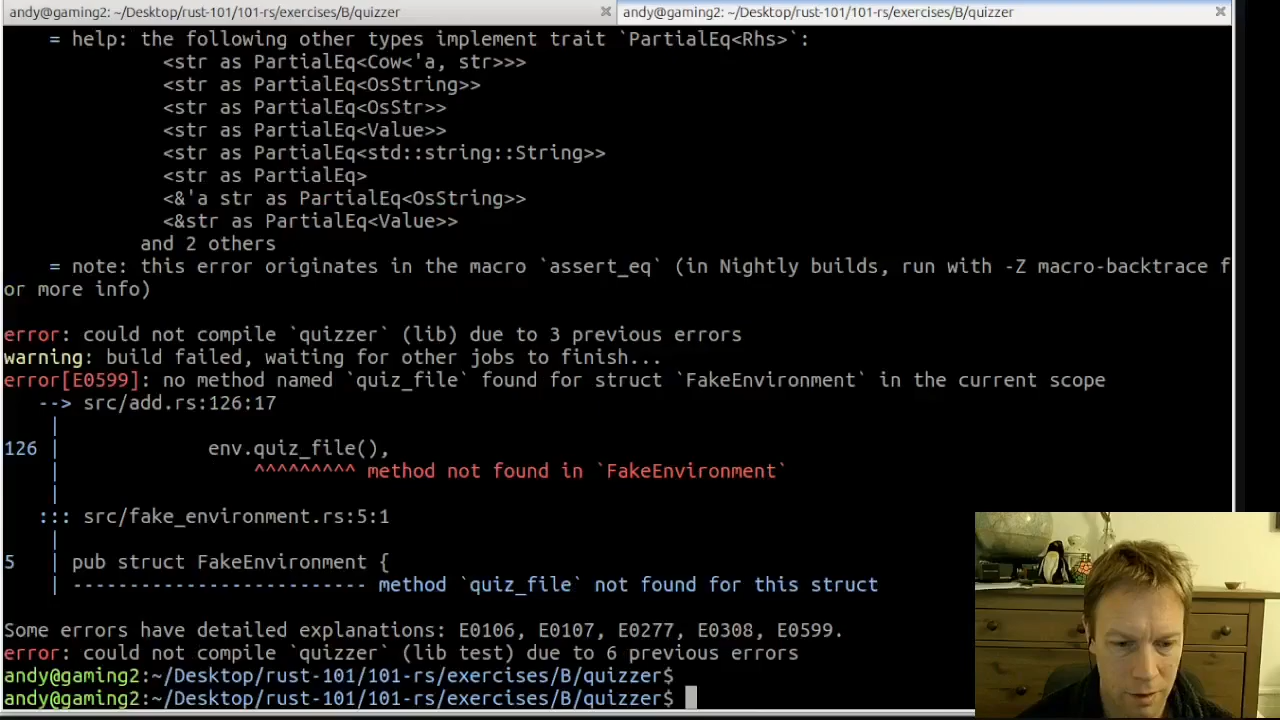 andy@gaming2: ~/Desktop/rust-101/101-rs/exercises/B/quizzer
andy@gaming2: ~/Desktop/rust-101/101-rs/exercises/B/quizzer
= help: the following other types implement trait `PartialEq<Rhs>`:
<str as PartialEq<Cow<'a, str>>>
<str as PartialEq<OsString>>
<str as PartialEq<OsStr>>
<str as PartialEq<Value>>
<str as PartialEq<std::string::String>>
<str as PartialEq>
<&'a str as PartialEq<OsString>>
<&str as PartialEq<Value>>
and 2 others
= note: this error originates in the macro `assert_eq` (in Nightly builds, run with -Z macro-backtrace f
or more info)
error: could not compile `quizzer` (lib) due to 3 previous errors
warning: build failed, waiting for other jobs to finish...
error[E0599]: no method named `quiz_file` found for struct `FakeEnvironment` in the current scope
--> src/add.rs:126:17
|
126 | env.quiz_file(),
| ^^^^^^^^^ method not found in `FakeEnvironment`
|
::: src/fake_environment.rs:5:1
|
5 | pub struct FakeEnvironment {
| -------------------------- method `quiz_file` not found for this struct
Some errors have detailed explanations: E0106, E0107, E0277, E0308, E0599.
error: could not compile `quizzer` (lib test) due to 6 previous errors
andy@gaming2:~/Desktop/rust-101/101-rs/exercises/B/quizzer$
andy@gaming2:~/Desktop/rust-101/101-rs/exercises/B/quizzer$